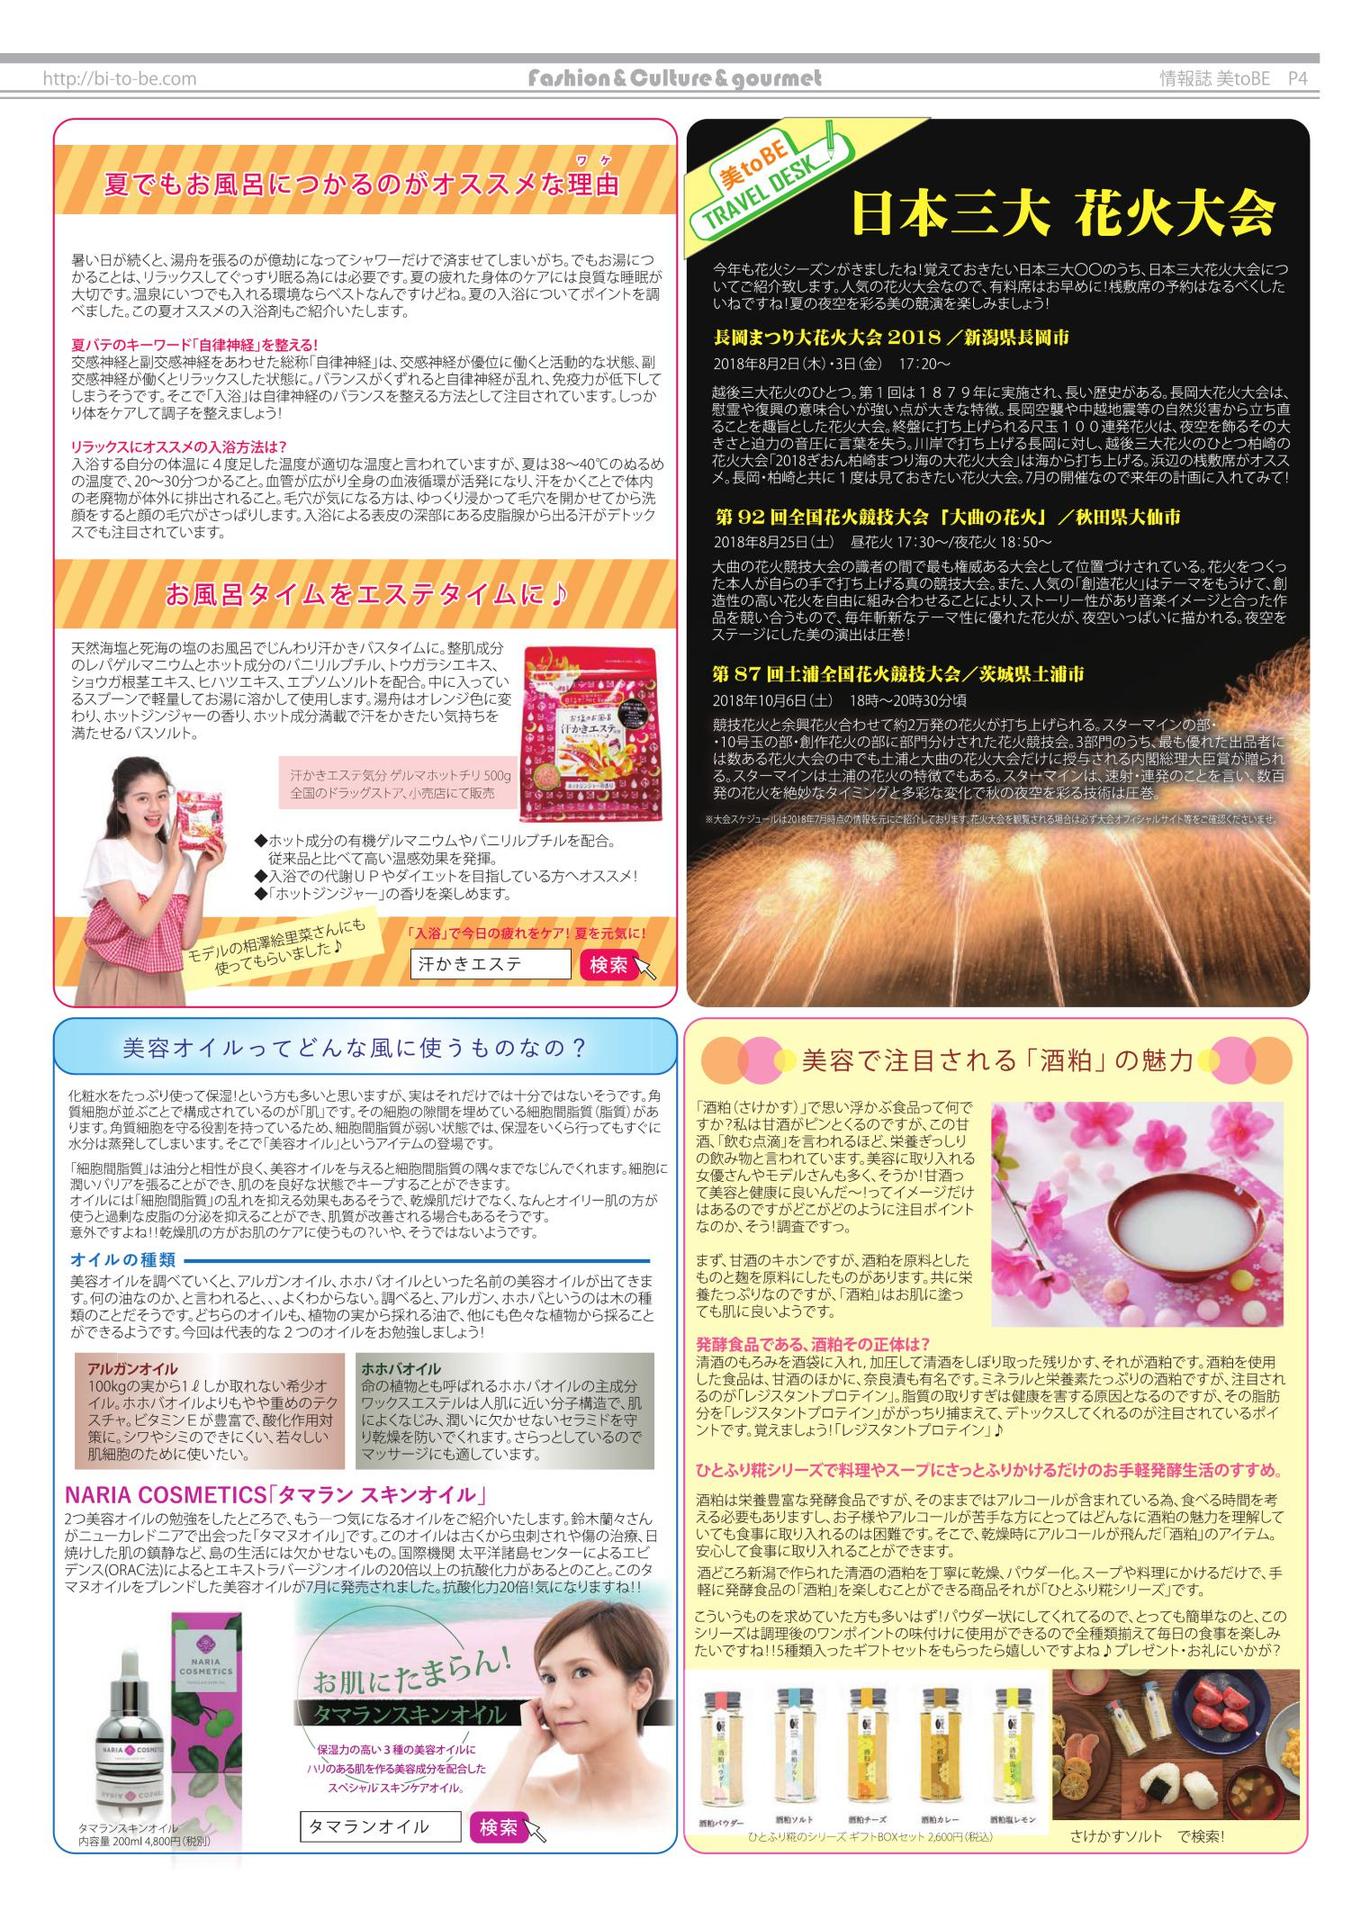 http://bi-to-be.com
Fashion & Culture & gourmet
情報誌 美toBE P4
ワケ
夏でもお風呂につかるのがオススメな理由
暑い日が続くと、湯舟を張るのが億劫になってシャワーだけで済ませてしまいがち。でもお湯につ
かることは、リラックスしてぐっすり眠る為には必要です。夏の疲れた身体のケアには良質な睡眠が
大切です。温泉にいつでも入れる環境ならベストなんですけどね。夏の入浴についてポイントを調
べました。この夏オススメの入浴剤もご紹介いたします。
夏バテのキーワード「自律神経」を整える!
交感神経と副交感神経をあわせた総称「自律神経」は、交感神経が優位に働くと活動的な状態、副
交感神経が働くとリラックスした状態に。バランスがくずれると自律神経が乱れ、免疫力が低下して
しまうそうです。そこで「入浴」は自律神経のバランスを整える方法として注目されています。しっか
り体をケアして調子を整えましょう!
リラックスにオススメの入浴方法は?
入浴する自分の体温に4度足した温度が適切な温度と言われていますが、夏は38～40℃のぬるめ
の温度で、20～30分つかること。血管が広がり全身の血液循環が活発になり、汗をかくことで体内
の老廃物が体外に排出されること。毛穴が気になる方は、ゆっくり浸かって毛穴を開かせてから洗
顔をすると顔の毛穴がさっぱりします。入浴による表皮の深部にある皮脂腺から出る汗がデトック
スでも注目されています。
お風呂タイムをエステタイムに♪
天然海塩と死海の塩のお風呂でじんわり汗かきバスタイムに。整肌成分
のレパゲルマニウムとホット成分のバニリルブチル、トウガラシエキス、
ショウガ根茎エキス、ヒハツエキス、エプソムソルトを配合。中に入ってい
るスプーンで軽量してお湯に溶かして使用します。湯舟はオレンジ色に変
わり、ホットジンジャーの香り、ホット成分満載で汗をかきたい気持ちを
満たせるバスソルト。
お塩のお風呂
汗かきエステ
汗かきエステ気分 ゲルマホットチリ 500g
全国のドラッグストア、小売店にて販売
◆ホット成分の有機ゲルマニウムやバニリルブチルを配合。
従来品と比べて高い温感効果を発揮。
◆入浴での代謝UPやダイエットを目指している方へオススメ!
◆「ホットジンジャー」の香りを楽しめます。
モデルの相澤絵里菜さんにも
使ってもらいました♪
「入浴」で今日の疲れをケア! 夏を元気に!
汗かきエステ 検索
美toBE
TRAVEL DESK
日本三大 花火大会
今年も花火シーズンがきましたね!覚えておきたい日本三大〇〇のうち、日本三大花火大会につ
いてご紹介致します。人気の花火大会なので、有料席はお早めに!桟敷席の予約はなるべくした
いねですね!夏の夜空を彩る美の競演を楽しみましょう!
長岡まつり大花火大会 2018 ／新潟県長岡市
2018年8月2日(木)・3日(金) 17:20～
越後三大花火のひとつ。第1回は1879年に実施され、長い歴史がある。長岡大花火大会は、
慰霊や復興の意味合いが強い点が大きな特徴。長岡空襲や中越地震等の自然災害から立ち直
ることを趣旨とした花火大会。終盤に打ち上げられる尺玉100連発花火は、夜空を飾るその大
きさと迫力の音圧に言葉を失う。川岸で打ち上げる長岡に対し、越後三大花火のひとつ柏崎の
花火大会「2018ぎおん柏崎まつり海の大花火大会」は海から打ち上げる。浜辺の桟敷席がオスス
メ。長岡・柏崎と共に1度は見ておきたい花火大会。7月の開催なので来年の計画に入れてみて!
第 92 回全国花火競技大会「大曲の花火」／秋田県大仙市
2018年8月25日(土) 昼花火 17:30～/夜花火 18:50～
大曲の花火競技大会の識者の間で最も権威ある大会として位置づけされている。花火をつくっ
た本人が自らの手で打ち上げる真の競技大会。また、人気の「創造花火」はテーマをもうけて、創
造性の高い花火を自由に組み合わせることにより、ストーリー性があり音楽イメージと合った作
品を競い合うもので、毎年斬新なテーマ性に優れた花火が、夜空いっぱいに描かれる。夜空を
ステージにした美の演出は圧巻!
第 87 回土浦全国花火競技大会／茨城県土浦市
2018年10月6日(土) 18時～20時30分頃
競技花火と余興花火合わせて約2万発の花火が打ち上げられる。スターマインの部・
・10号玉の部・創作花火の部に部門分けされた花火競技会。3部門のうち、最も優れた出品者に
は数ある花火大会の中でも土浦と大曲の花火大会だけに授与される内閣総理大臣賞が贈られ
る。スターマインは土浦の花火の特徴でもある。スターマインは、速射・連発のことを言い、数百
発の花火を絶妙なタイミングと多彩な変化で秋の夜空を彩る技術は圧巻。
※大会スケジュールは2018年7月時点の情報を元にご紹介しております。花火大会を観覧される場合は必ず大会オフィシャルサイト等をご確認くださいませ。
美容オイルってどんな風に使うものなの?
化粧水をたっぷり使って保湿!という方も多いと思いますが、実はそれだけでは十分ではないそうです。角
質細胞が並ぶことで構成されているのが「肌」です。その細胞の隙間を埋めている細胞間脂質(脂質)があ
ります。角質細胞を守る役割を持っているため、細胞間脂質が弱い状態では、保湿をいくら行ってもすぐに
水分は蒸発してしまいます。そこで「美容オイル」というアイテムの登場です。
「細胞間脂質」は油分と相性が良く、美容オイルを与えると細胞間脂質の隅々までなじんでくれます。細胞に
潤いバリアを張ることができ、肌のを良好な状態でキープすることができます。
オイルには「細胞間脂質」の乱れを抑える効果もあるそうで、乾燥肌だけでなく、なんとオイリー肌の方が
使うと過剰な皮脂の分泌を抑えることができ、肌質が改善される場合もあるそうです。
意外ですよね!!乾燥肌の方がお肌のケアに使うもの?いや、そうではないようです。
オイルの種類
美容オイルを調べていくと、アルガンオイル、ホホバオイルといった名前の美容オイルが出てきま
す。何の油なのか、と言われると、、、よくわからない。調べると、アルガン、ホホバというのは木の種
類のことだそうです。どちらのオイルも、植物の実から採れる油で、他にも色々な植物から採ること
ができるようです。今回は代表的な2つのオイルをお勉強しましょう!
アルガンオイル
100kgの実から1ℓしか取れない希少オ
イル。ホホバオイルよりもやや重めのテク
スチャ。ビタミンEが豊富で、酸化作用対
策に。シワやシミのできにくい、若々しい
肌細胞のために使いたい。
ホホバオイル
命の植物とも呼ばれるホホバオイルの主成分
ワックスエステルは人肌に近い分子構造で、肌
によくなじみ、潤いに欠かせないセラミドを守
り乾燥を防いでくれます。さらっとしているので
マッサージにも適しています。
NARIA COSMETICS「タマラン スキンオイル」
2つ美容オイルの勉強をしたところで、もう一つ気になるオイルをご紹介いたします。鈴木蘭々さん
がニューカレドニアで出会った「タマヌオイル」です。このオイルは古くから虫刺されや傷の治療、日
焼けした肌の鎮静など、島の生活には欠かせないもの。国際機関 太平洋諸島センターによるエビ
デンス(ORAC法)によるとエキストラバージンオイルの20倍以上の抗酸化力があるとのこと。このタ
マヌオイルをブレンドした美容オイルが7月に発売されました。抗酸化力20倍!気になりますね!!
NARIA
COSMETICS
NARIA COSMETICS
お肌にたまらん!
タマランスキンオイル
保湿力の高い3種の美容オイルに
ハリのある肌を作る美容成分を配合した
スペシャルスキンケアオイル。
タマランスキンオイル
内容量 200ml 4,800円(税別)
タマランオイル 検索
美容で注目される「酒粕」の魅力
「酒粕(さけかす)」で思い浮かぶ食品って何で
すか?私は甘酒がピンとくるのですが、この甘
酒、「飲む点滴」を言われるほど、栄養ぎっしり
の飲み物と言われています。美容に取り入れる
女優さんやモデルさんも多く、そうか!甘酒っ
て美容と健康に良いんだ～!ってイメージだけ
はあるのですがどこがどのように注目ポイント
なのか、そう!調査ですっ。
まず、甘酒のキホンですが、酒粕を原料とした
ものと麹を原料にしたものがあります。共に栄
養たっぷりなのですが、「酒粕」はお肌に塗っ
ても肌に良いようです。
発酵食品である、酒粕その正体は?
清酒のもろみを酒袋に入れ, 加圧して清酒をしぼり取った残りかす、それが酒粕です。酒粕を使用
した食品は、甘酒のほかに、奈良漬も有名です。ミネラルと栄養素たっぷりの酒粕ですが、注目され
るのが「レジスタントプロテイン」。脂質の取りすぎは健康を害する原因となるのですが、その脂肪
分を「レジスタントプロテイン」ががっちり捕まえて、デトックスしてくれるのが注目されているポイ
ントです。覚えましょう!「レジスタントプロテイン」♪
ひとふり糀シリーズで料理やスープにさっとふりかけるだけのお手軽発酵生活のすすめ。
酒粕は栄養豊富な発酵食品ですが、そのままではアルコールが含まれている為、食べる時間を考
える必要もありますし、お子様やアルコールが苦手な方にとってはどんなに酒粕の魅力を理解して
いても食事に取り入れるのは困難です。そこで、乾燥時にアルコールが飛んだ「酒粕」のアイテム。
安心して食事に取り入れることができます。
酒どころ新潟で作られた清酒の酒粕を丁寧に乾燥、パウダー化。スープや料理にかけるだけで、手
軽に発酵食品の「酒粕」を楽しむことができる商品それが「ひとふり糀シリーズ」です。
こういうものを求めていた方も多いはず!パウダー状にしてくれてるので、とっても簡単なのと、この
シリーズは調理後のワンポイントの味付けに使用ができるので全種類揃えて毎日の食事を楽しみ
たいですね!!5種類入ったギフトセットをもらったら嬉しいですよね♪プレゼント・お礼にいかが?
酒粕パウダー 酒粕ソルト 酒粕チーズ 酒粕カレー 酒粕塩レモン
ひとふり糀のシリーズ ギフトBOXセット 2,600円(税込)
さけかすソルト で検索!